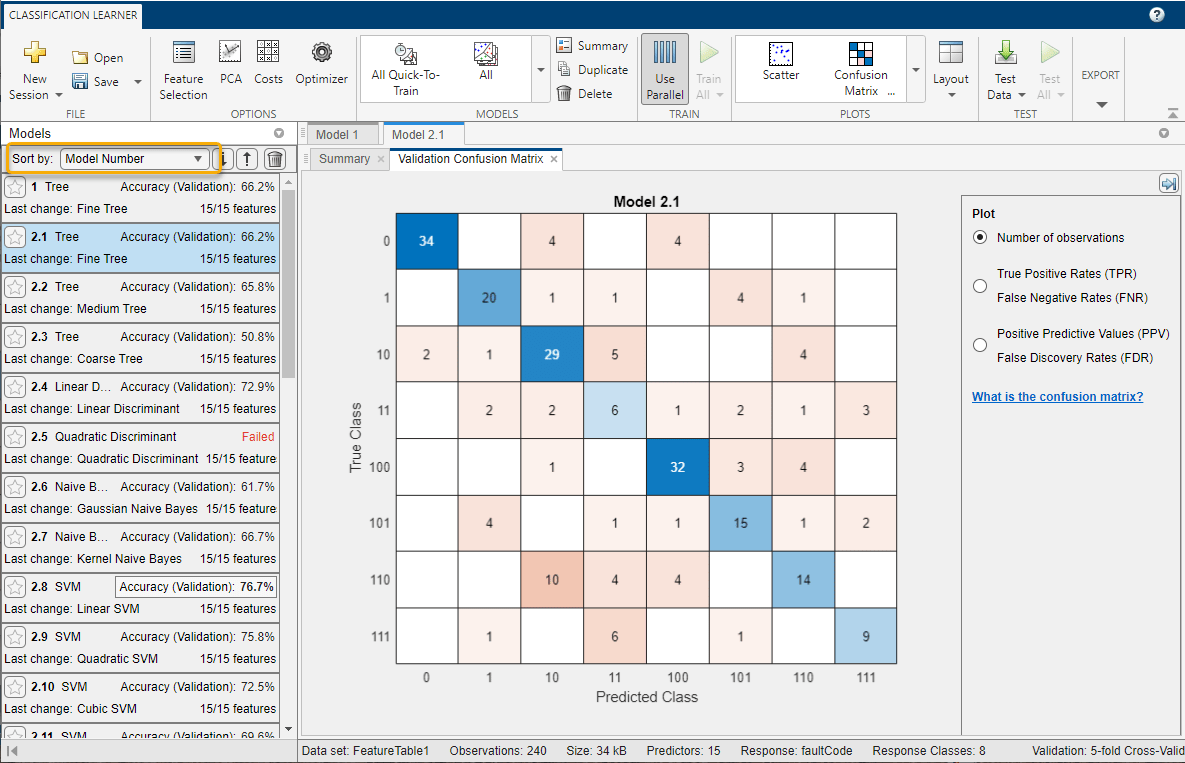 CLASSIFICATION LEARNER
?
New Session
Open
Save
FILE
Feature Selection
PCA
Costs
Optimizer
OPTIONS
All Quick-To-Train
All
Summary
Duplicate
Delete
MODELS
Use Parallel
Train All
TRAIN
Scatter
Confusion Matrix ...
PLOTS
Layout
Test Data
Test All
TEST
EXPORT
Models
Sort by: Model Number
1 Tree Accuracy (Validation): 66.2%
Last change: Fine Tree 15/15 features
2.1 Tree Accuracy (Validation): 66.2%
Last change: Fine Tree 15/15 features
2.2 Tree Accuracy (Validation): 65.8%
Last change: Medium Tree 15/15 features
2.3 Tree Accuracy (Validation): 50.8%
Last change: Coarse Tree 15/15 features
2.4 Linear D... Accuracy (Validation): 72.9%
Last change: Linear Discriminant 15/15 features
2.5 Quadratic Discriminant Failed
Last change: Quadratic Discriminant 15/15 feature
2.6 Naive B... Accuracy (Validation): 61.7%
Last change: Gaussian Naive Bayes 15/15 features
2.7 Naive B... Accuracy (Validation): 66.7%
Last change: Kernel Naive Bayes 15/15 features
2.8 SVM Accuracy (Validation): 76.7%
Last change: Linear SVM 15/15 features
2.9 SVM Accuracy (Validation): 75.8%
Last change: Quadratic SVM 15/15 features
2.10 SVM Accuracy (Validation): 72.5%
Last change: Cubic SVM 15/15 features
2.11 SVM Accuracy (Validation): 69.6%
Model 1
Model 2.1
Summary
Validation Confusion Matrix
Model 2.1
True Class
0 34 4 4
1 20 1 1 4 1
10 2 1 29 5 4
11 2 2 6 1 2 1 3
100 1 32 3 4
101 4 1 1 15 1 2
110 10 4 4 14
111 1 6 1 9
0 1 10 11 100 101 110 111
Predicted Class
Plot
Number of observations
True Positive Rates (TPR)
False Negative Rates (FNR)
Positive Predictive Values (PPV)
False Discovery Rates (FDR)
What is the confusion matrix?
Data set: FeatureTable1 Observations: 240 Size: 34 kB Predictors: 15 Response: faultCode Response Classes: 8 Validation: 5-fold Cross-Valid